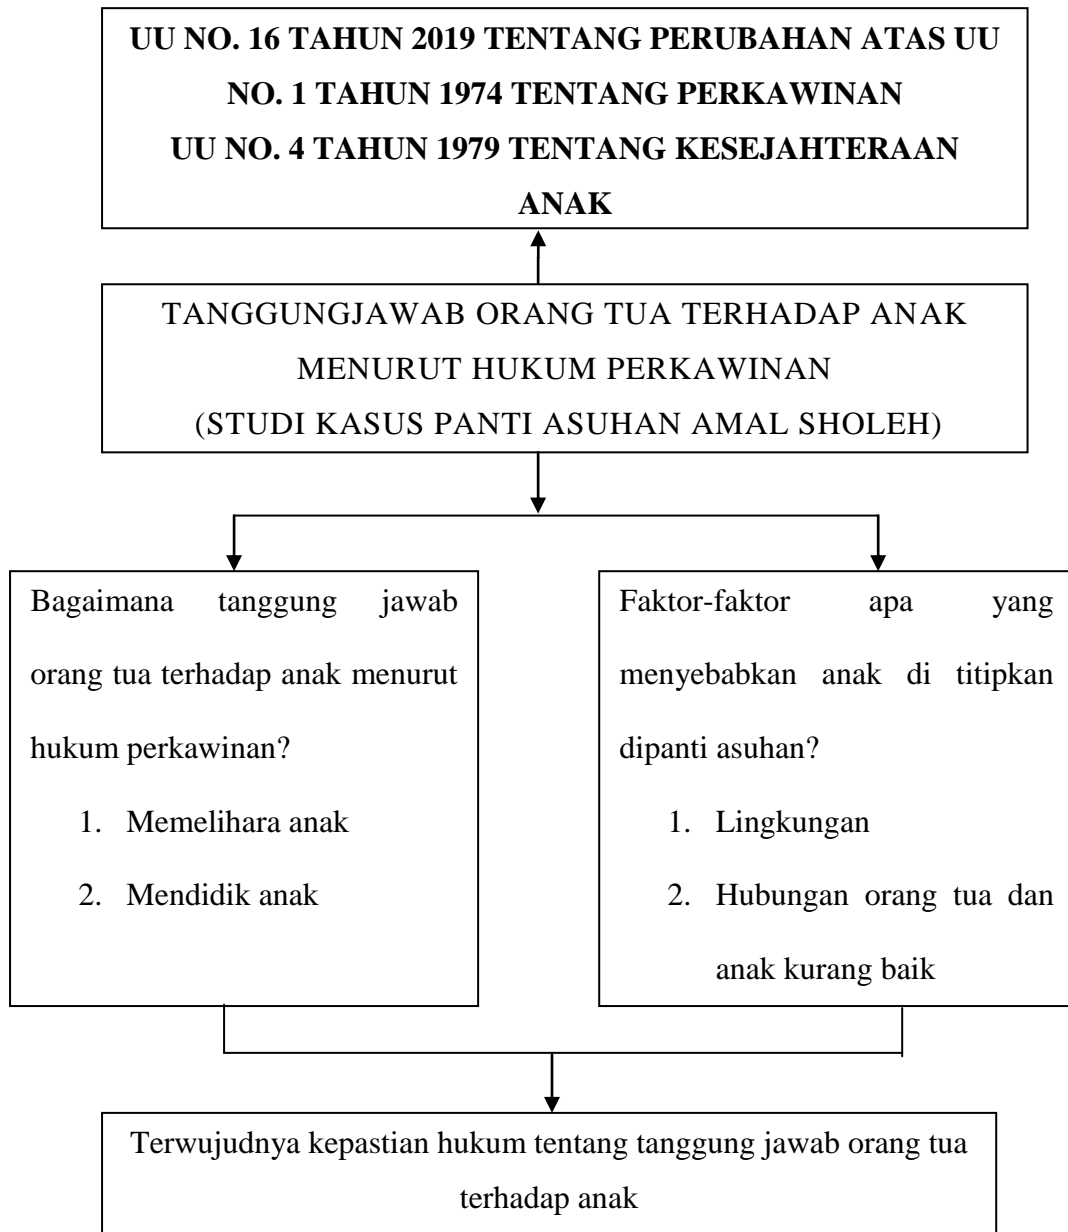 UU NO. 16 TAHUN 2019 TENTANG PERUBAHAN ATAS UU
NO. 1 TAHUN 1974 TENTANG PERKAWINAN
UU NO. 4 TAHUN 1979 TENTANG KESEJAHTERAAN
ANAK
TANGGUNGJAWAB ORANG TUA TERHADAP ANAK
MENURUT HUKUM PERKAWINAN
(STUDI KASUS PANTI ASUHAN AMAL SHOLEH)
Bagaimana tanggung jawab
orang tua terhadap anak menurut
hukum perkawinan?
1. Memelihara anak
2. Mendidik anak
Faktor-faktor apa yang
menyebabkan anak di titipkan
dipanti asuhan?
1. Lingkungan
2. Hubungan orang tua dan
anak kurang baik
Terwujudnya kepastian hukum tentang tanggung jawab orang tua
terhadap anak